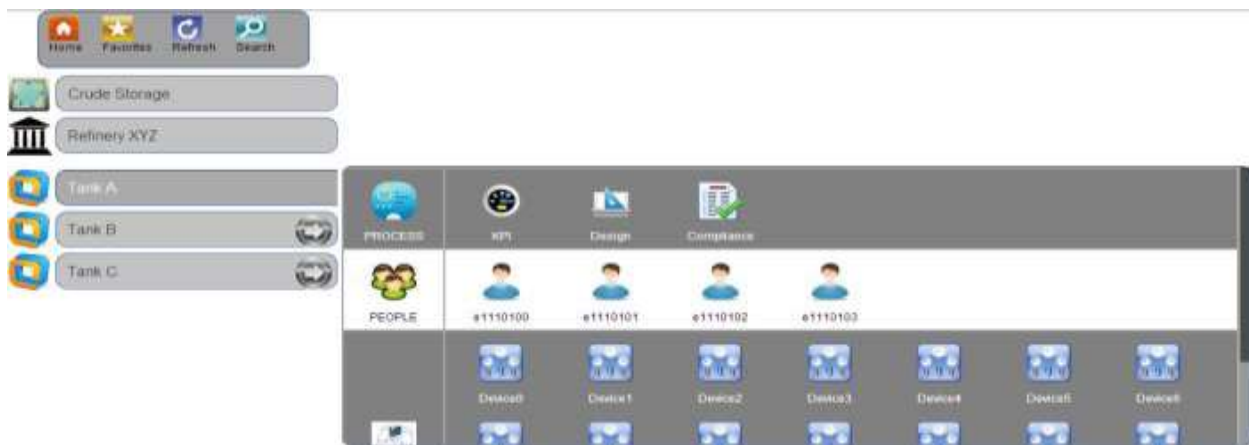 Home Favorites Refresh Search
Crude Storage
Refinery XYZ
Tank A
Tank B
Tank C
PROCESS KPI Design Compliance
PEOPLE e1110100 e1110101 e1110102 e1110103
Device0 Device1 Device2 Device3 Device4 Device5 Device6